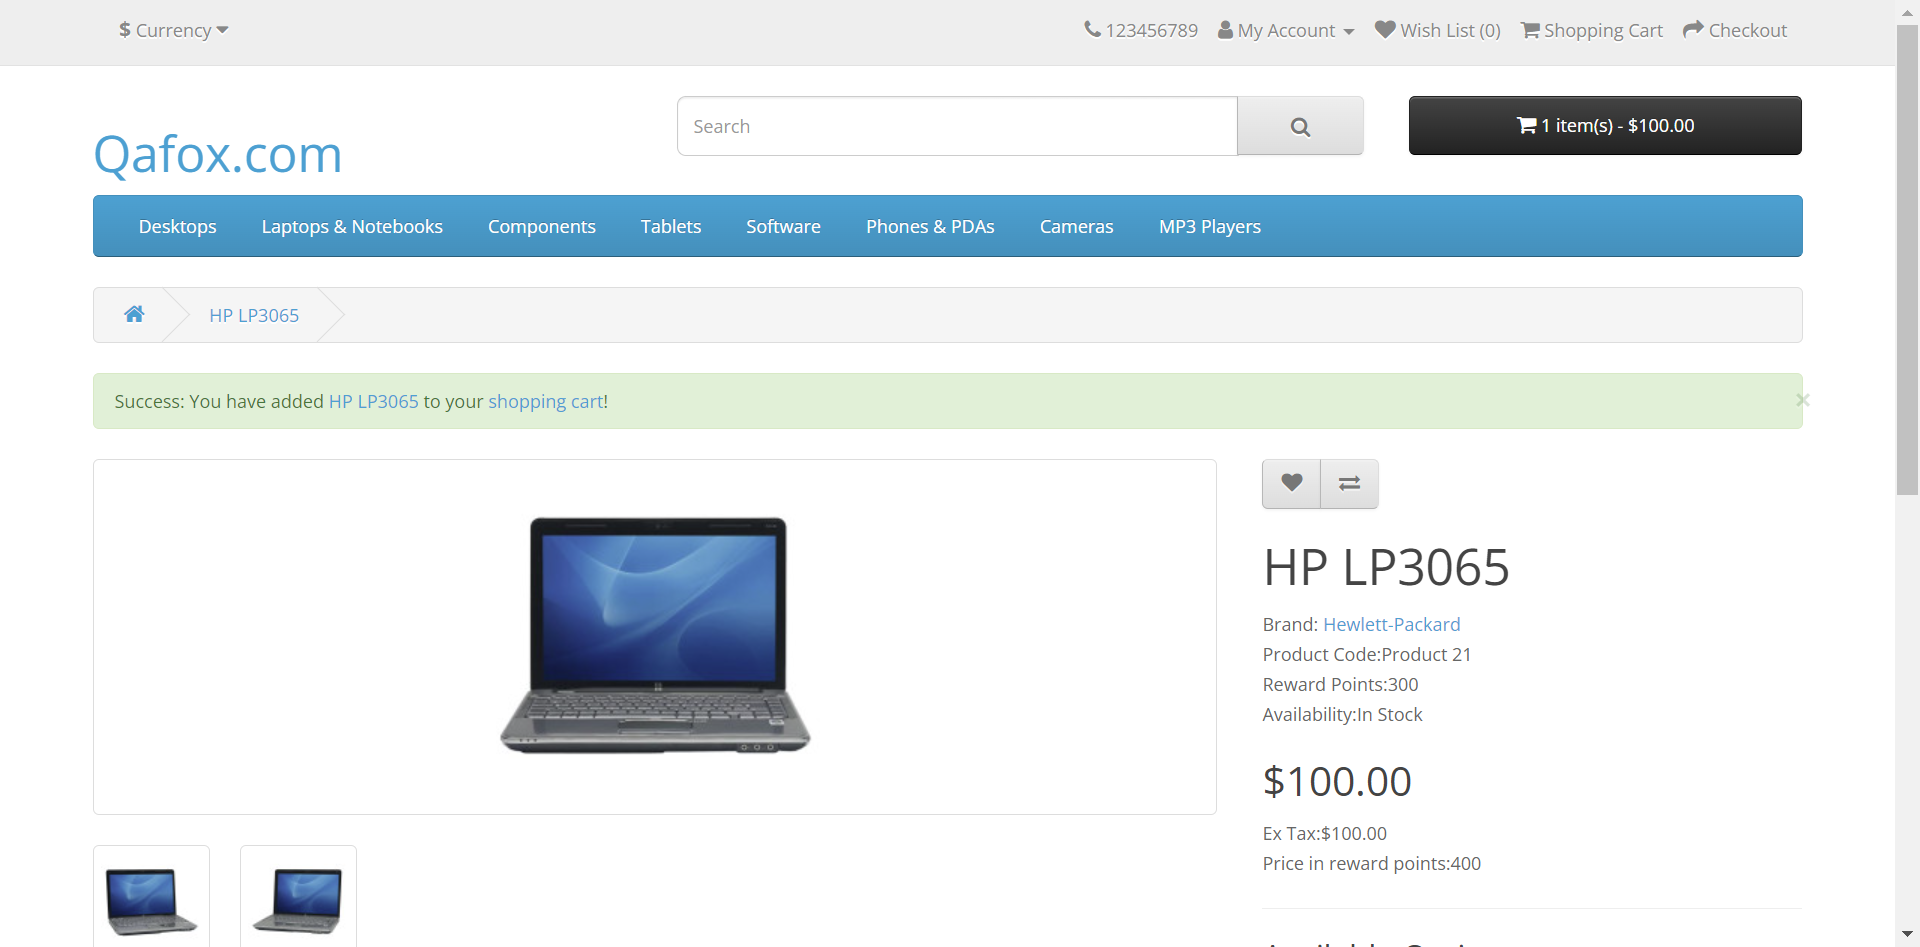 $ Currency
123456789 My Account Wish List (0) Shopping Cart Checkout
Search
1 item(s) - $100.00
Qafox.com
Desktops Laptops & Notebooks Components Tablets Software Phones & PDAs Cameras MP3 Players
HP LP3065
Success: You have added HP LP3065 to your shopping cart!
×
HP LP3065
Brand: Hewlett-Packard
Product Code:Product 21
Reward Points:300
Availability:In Stock
$100.00
Ex Tax:$100.00
Price in reward points:400